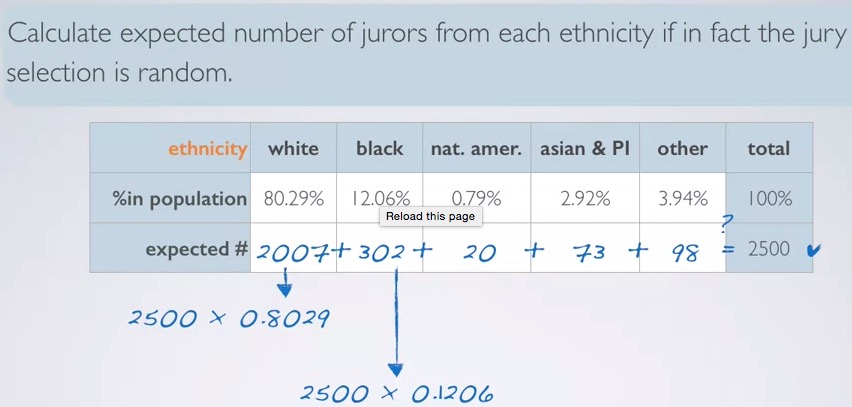 Calculate expected number of jurors from each ethnicity if in fact the jury
selection is random.
ethnicity white black nat. amer. asian & PI other total
%in population 80.29% 12.06% 0.79% 2.92% 3.94% 100%
Reload this page
?
expected # 2007 + 302 + 20 + 73 + 98 = 2500 ✔
2500 × 0.8029
2500 × 0.1206